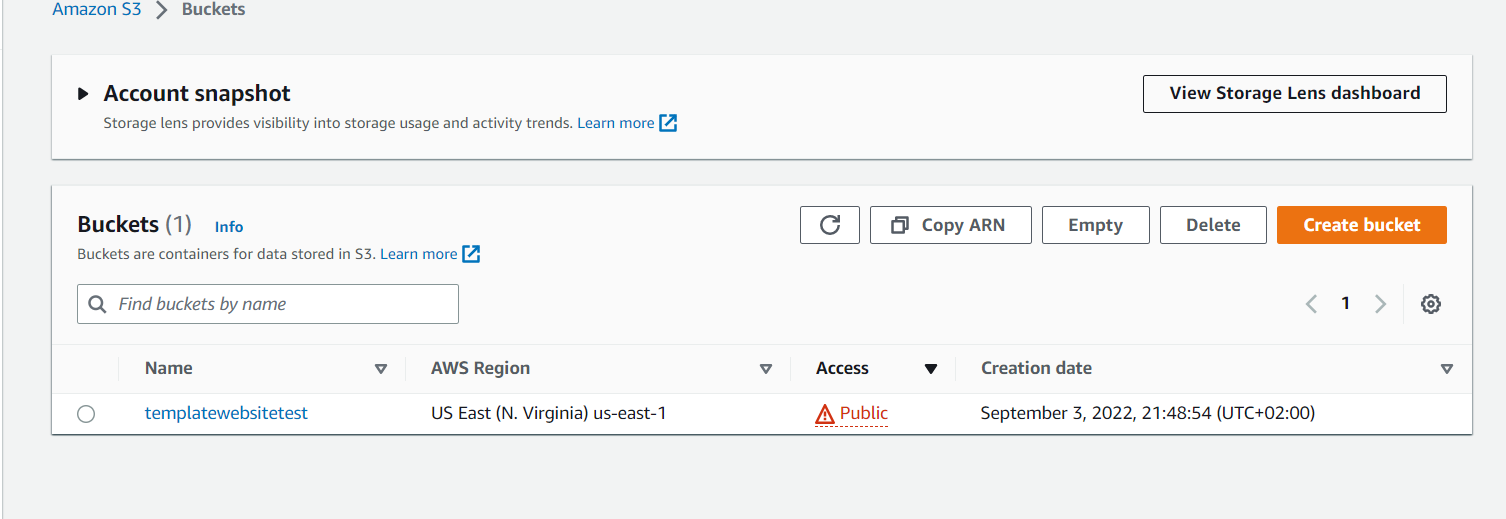 Amazon S3 > Buckets
Account snapshot
View Storage Lens dashboard
Storage lens provides visibility into storage usage and activity trends. Learn more
Buckets (1) Info
Copy ARN Empty Delete Create bucket
Buckets are containers for data stored in S3. Learn more
Find buckets by name
1
Name AWS Region Access Creation date
templatewebsitetest US East (N. Virginia) us-east-1 Public September 3, 2022, 21:48:54 (UTC+02:00)